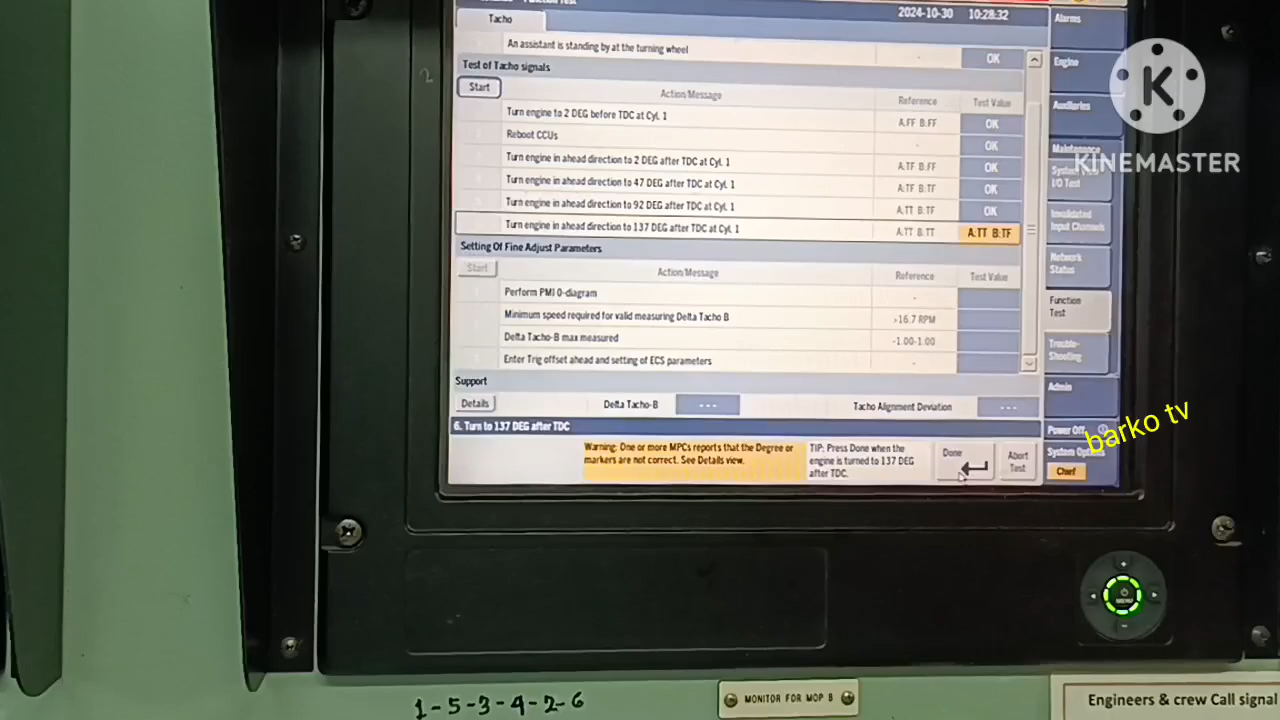 Function Test
2024-10-30 10:28:32
Tacho
An assistant is standing by at the turning wheel - OK
Test of Tacho signals
Start Action/Message Reference Test Value
Turn engine to 2 DEG before TDC at Cyl. 1 A:FF B:FF OK
Reboot CCUs - OK
Turn engine in ahead direction to 2 DEG after TDC at Cyl. 1 A:TF B:FF OK
Turn engine in ahead direction to 47 DEG after TDC at Cyl. 1 A:TF B:TF OK
Turn engine in ahead direction to 92 DEG after TDC at Cyl. 1 A:TT B:TF OK
Turn engine in ahead direction to 137 DEG after TDC at Cyl. 1 A:TT B:TT A:TT B:TF
Setting Of Fine Adjust Parameters
Start Action/Message Reference Test Value
Perform PMI 0-diagram -
Minimum speed required for valid measuring Delta Tacho B >16.7 RPM
Delta Tacho-B max measured -1.00-1.00
Enter Trig offset ahead and setting of ECS parameters -
Support
Details Delta Tacho-B --- Tacho Alignment Deviation ---
6. Turn to 137 DEG after TDC
Warning: One or more MPCs reports that the Degree or
markers are not correct. See Details view.
TIP: Press Done when the
engine is turned to 137 DEG
after TDC.
Done
Abort
Test
Alarms
Engine
Auxiliaries
Maintenance
System
I/O Test
Invalidated
Input Channels
Network
Status
Function
Test
Trouble-
Shooting
Admin
Power Off
System Options
Chief
K
KINEMASTER
barko tv
2
1-5-3-4-2-6
MONITOR FOR MOP B
Engineers & crew Call signal